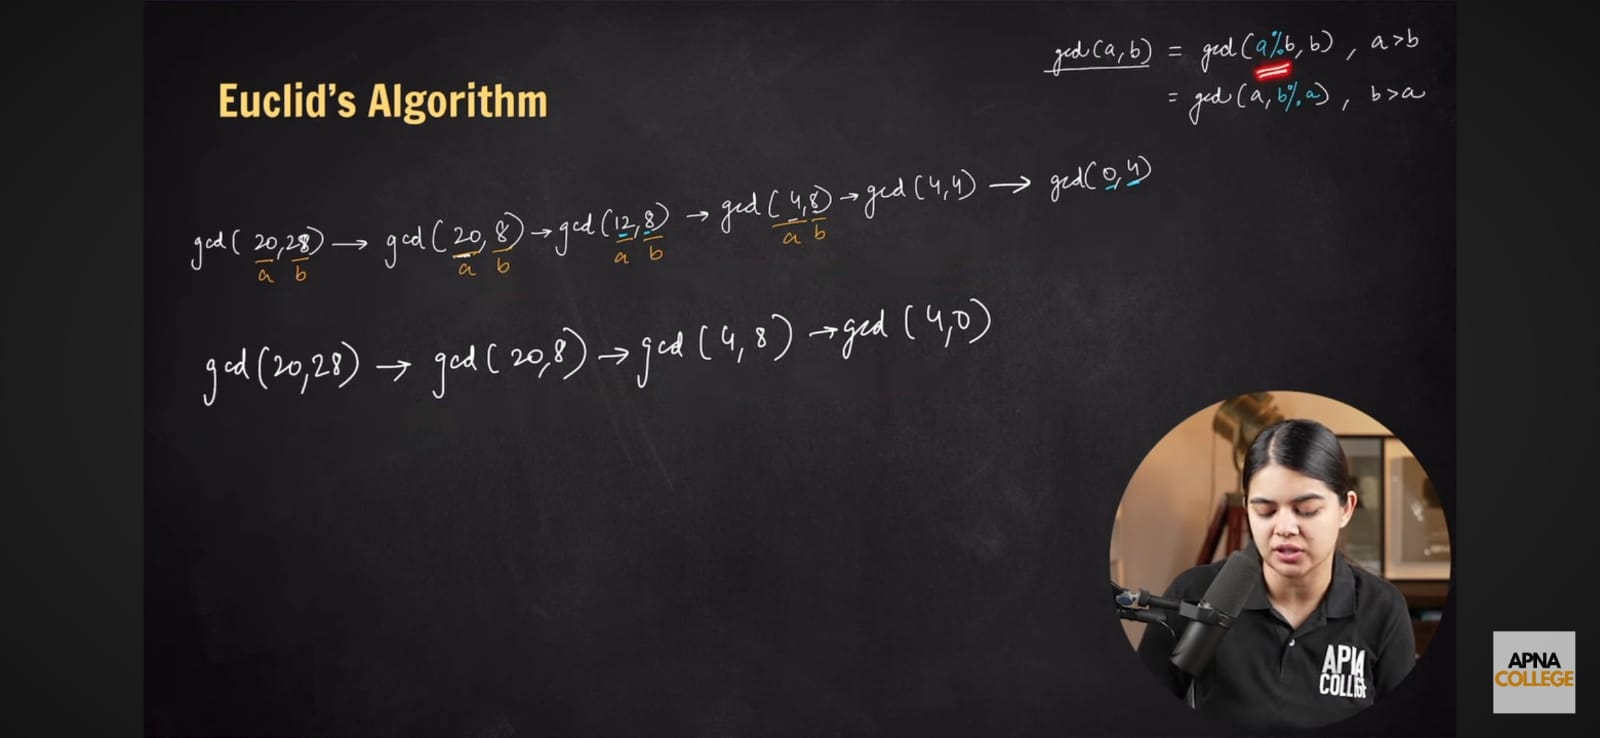 gcd(a,b) = gcd(a%b, b) , a>b
= gcd(a, b%a) , b>a
Euclid's Algorithm
gcd( 20,28) → gcd( 20, 8) → gcd(12,8) → gcd( 4,8) → gcd (4,4) → gcd(0,4)
a b a b a b a b
gcd(20,28) → gcd( 20,8) → gcd (4, 8) → gcd (4,0)
APNA
COLLEGE
APNA
COLLEGE